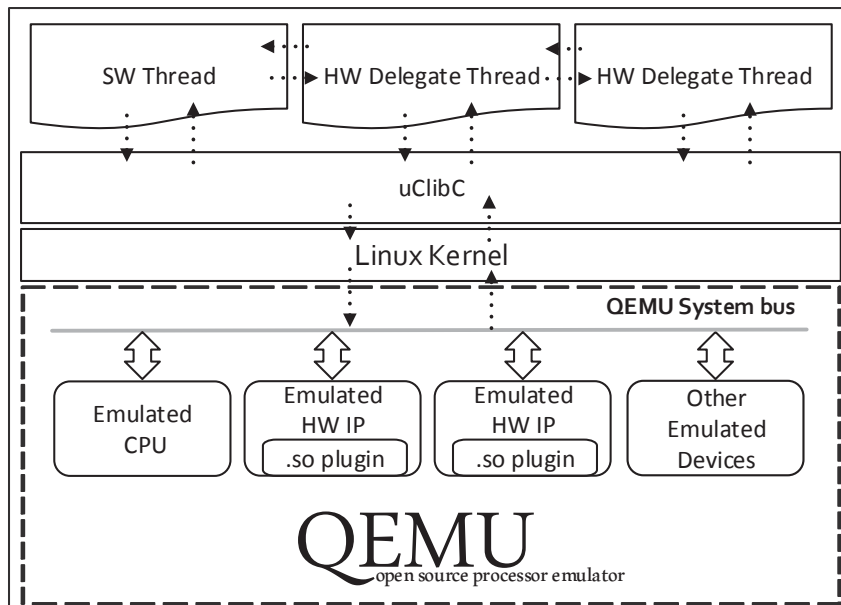 SW Thread
HW Delegate Thread
HW Delegate Thread
uClibC
Linux Kernel
QEMU System bus
Emulated
CPU
Emulated
HW IP
.so plugin
Emulated
HW IP
.so plugin
Other
Emulated
Devices
QEMU
open source processor emulator